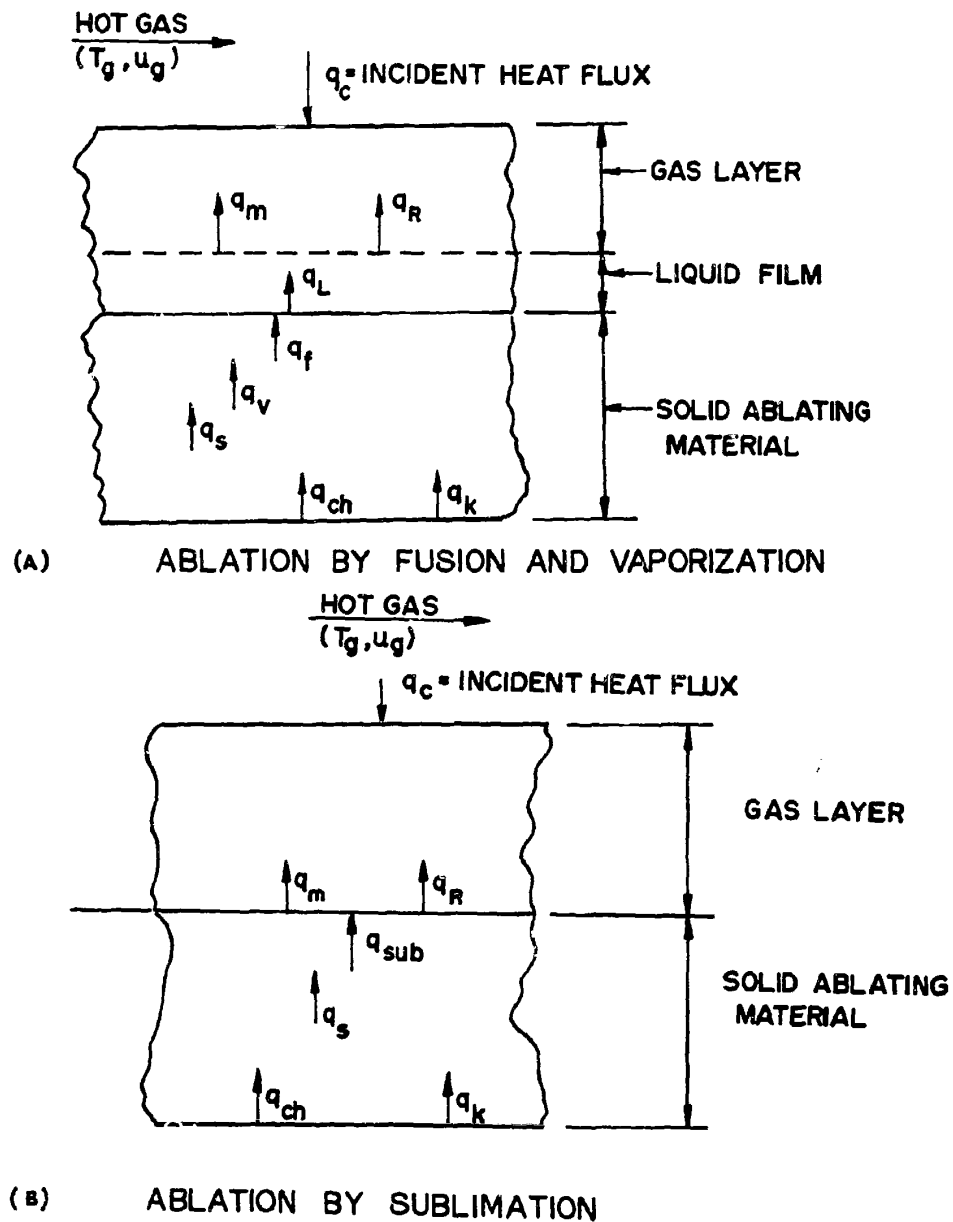 HOT GAS
(Tg,ug)
qc= INCIDENT HEAT FLUX
GAS LAYER
qm
qR
LIQUID FILM
qL
qf
qv
SOLID ABLATING
MATERIAL
qs
qch
qk
(A) ABLATION BY FUSION AND VAPORIZATION
HOT GAS
(Tg,ug)
qc= INCIDENT HEAT FLUX
GAS LAYER
qm
qR
qsub
SOLID ABLATING
MATERIAL
qs
qch
qk
(B) ABLATION BY SUBLIMATION